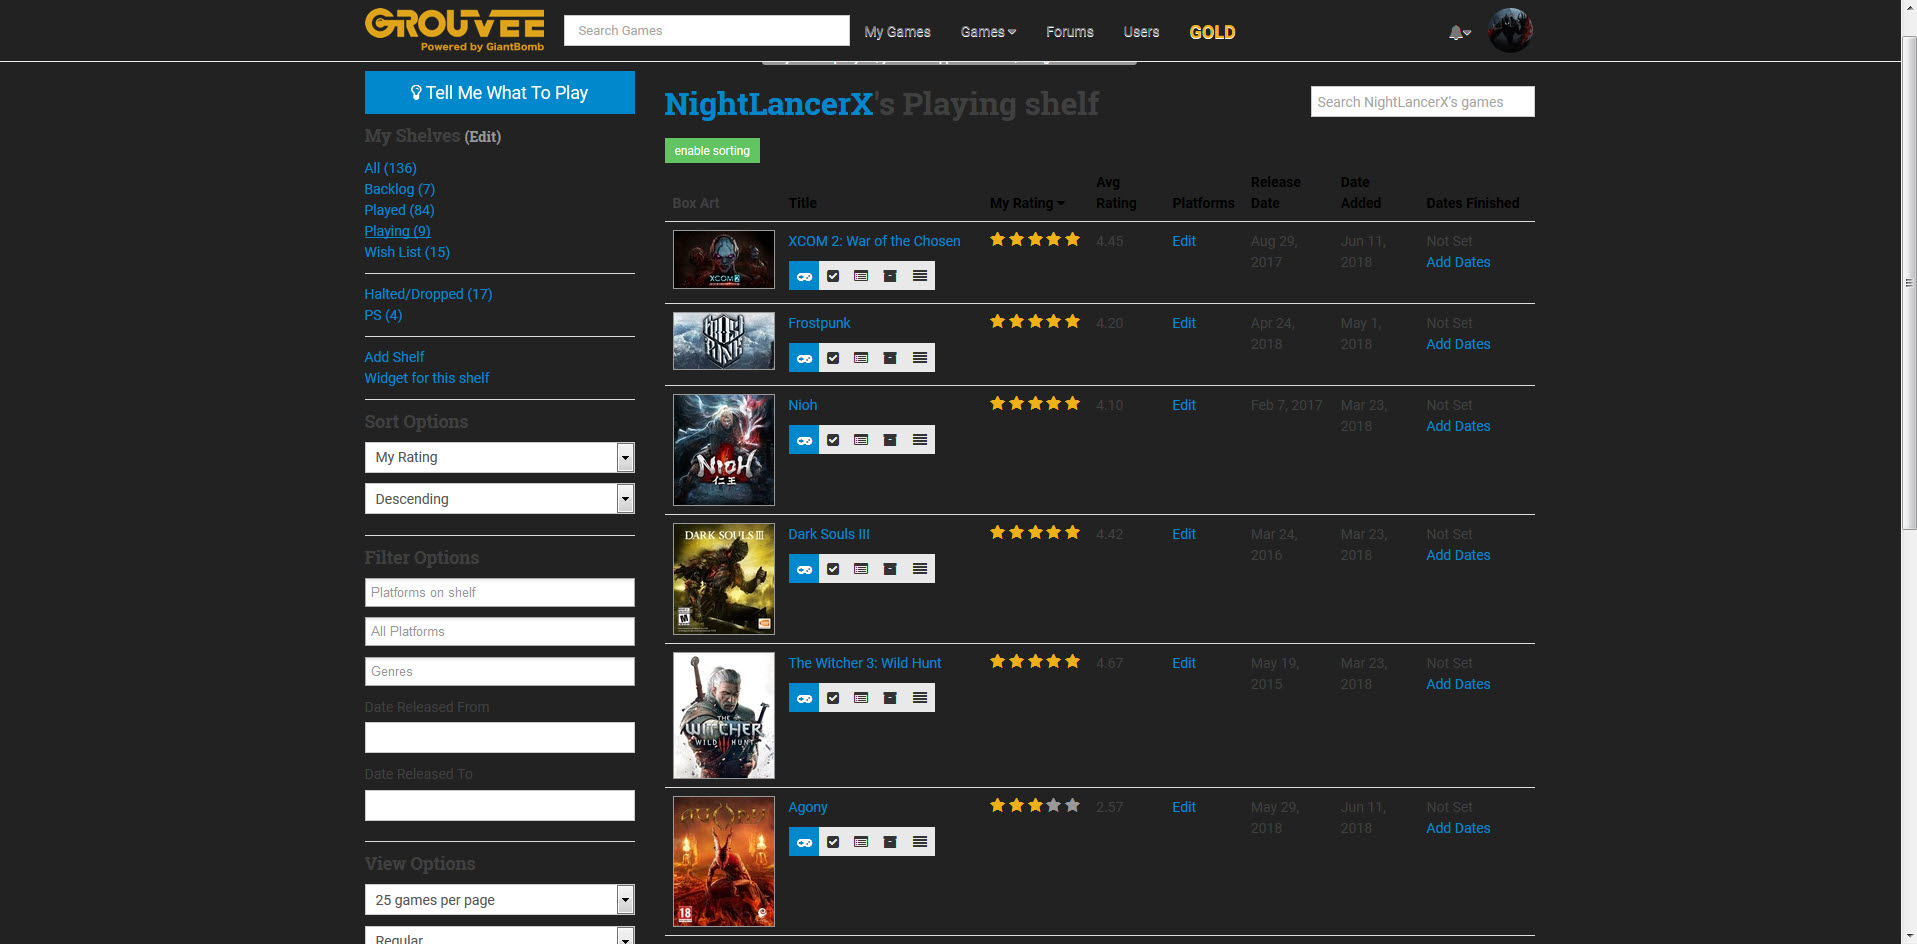 GROUVEE
Powered by GiantBomb
Search Games
My Games
Games
Forums
Users
GOLD
Tell Me What To Play
My Shelves (Edit)
All (136)
Backlog (7)
Played (84)
Playing (9)
Wish List (15)
Halted/Dropped (17)
PS (4)
Add Shelf
Widget for this shelf
Sort Options
My Rating
Descending
Filter Options
Platforms on shelf
All Platforms
Genres
Date Released From
Date Released To
View Options
25 games per page
Regular
NightLancerX's Playing shelf
Search NightLancerX's games
enable sorting
Box Art
Title
My Rating
Avg
Rating
Platforms
Release
Date
Date
Added
Dates Finished
XCOM 2
XCOM 2: War of the Chosen
4.45
Edit
Aug 29,
2017
Jun 11,
2018
Not Set
Add Dates
FROST
PUNK
Frostpunk
4.20
Edit
Apr 24,
2018
May 1,
2018
Not Set
Add Dates
NIOH
仁王
Nioh
4.10
Edit
Feb 7, 2017
Mar 23,
2018
Not Set
Add Dates
DARK SOULS III
M
Dark Souls III
4.42
Edit
Mar 24,
2016
Mar 23,
2018
Not Set
Add Dates
THE
WITCHER
WILD HUNT
The Witcher 3: Wild Hunt
4.67
Edit
May 19,
2015
Mar 23,
2018
Not Set
Add Dates
AGONY
18
Agony
2.57
Edit
May 29,
2018
Jun 11,
2018
Not Set
Add Dates